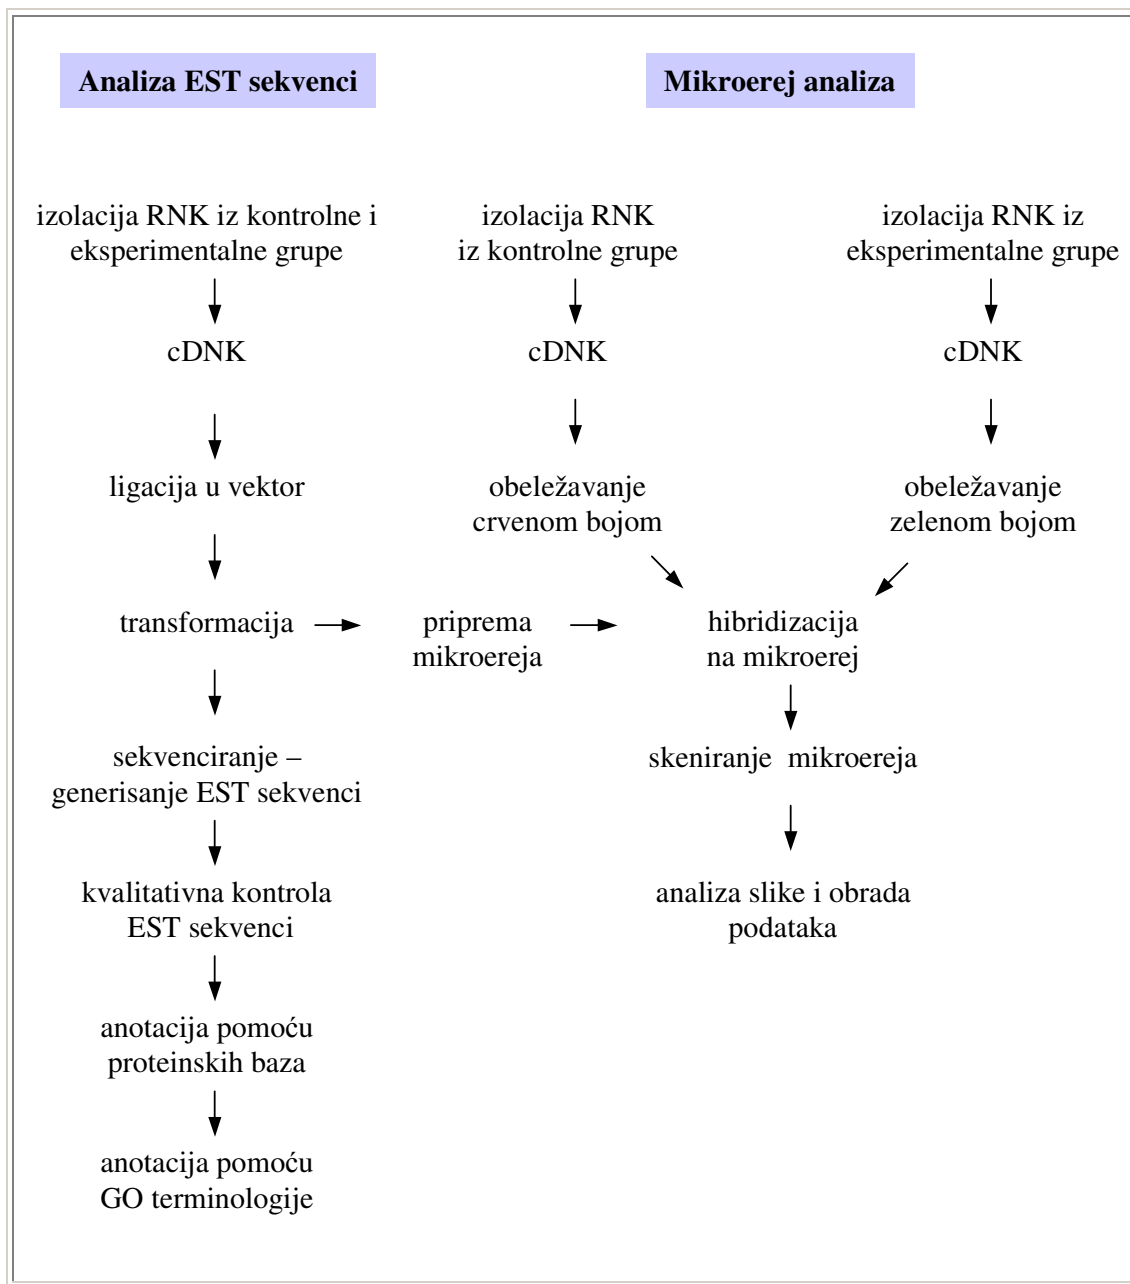 Analiza EST sekvenci
Mikroerej analiza
izolacija RNK iz kontrolne i
eksperimentalne grupe
izolacija RNK
iz kontrolne grupe
izolacija RNK iz
eksperimentalne grupe
cDNK
cDNK
cDNK
ligacija u vektor
obeležavanje
crvenom bojom
obeležavanje
zelenom bojom
transformacija
priprema
mikroereja
hibridizacija
na mikroerej
sekvenciranje –
generisanje EST sekvenci
skeniranje mikroereja
kvalitativna kontrola
EST sekvenci
analiza slike i obrada
podataka
anotacija pomoću
proteinskih baza
anotacija pomoću
GO terminologije